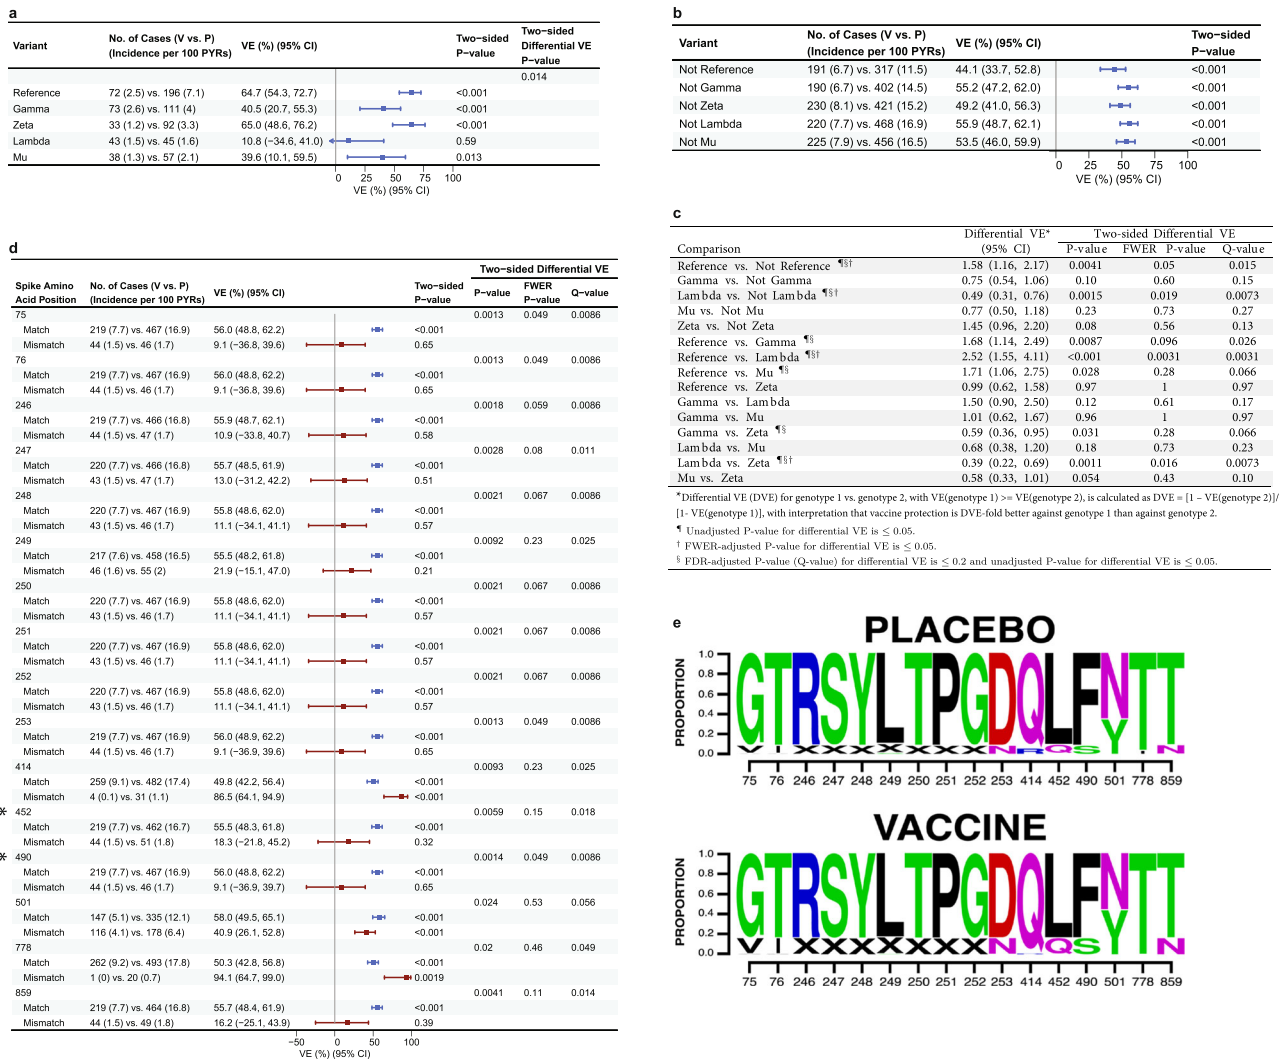 a
Variant No. of Cases (V vs. P) (Incidence per 100 PYRs) VE (%) (95% CI) Two−sided P−value Two−sided Differential VE P−value
0.014
Reference 72 (2.5) vs. 196 (7.1) 64.7 (54.3, 72.7) <0.001
Gamma 73 (2.6) vs. 111 (4) 40.5 (20.7, 55.3) <0.001
Zeta 33 (1.2) vs. 92 (3.3) 65.0 (48.6, 76.2) <0.001
Lambda 43 (1.5) vs. 45 (1.6) 10.8 (−34.6, 41.0) 0.59
Mu 38 (1.3) vs. 57 (2.1) 39.6 (10.1, 59.5) 0.013
0 25 50 75 100
VE (%) (95% CI)
b
Variant No. of Cases (V vs. P) (Incidence per 100 PYRs) VE (%) (95% CI) Two−sided P−value
Not Reference 191 (6.7) vs. 317 (11.5) 44.1 (33.7, 52.8) <0.001
Not Gamma 190 (6.7) vs. 402 (14.5) 55.2 (47.2, 62.0) <0.001
Not Zeta 230 (8.1) vs. 421 (15.2) 49.2 (41.0, 56.3) <0.001
Not Lambda 220 (7.7) vs. 468 (16.9) 55.9 (48.7, 62.1) <0.001
Not Mu 225 (7.9) vs. 456 (16.5) 53.5 (46.0, 59.9) <0.001
0 25 50 75 100
VE (%) (95% CI)
c
Differential VE* Two-sided Differential VE
Comparison (95% CI) P-value FWER P-value Q-value
Reference vs. Not Reference ¶§† 1.58 (1.16, 2.17) 0.0041 0.05 0.015
Gamma vs. Not Gamma 0.75 (0.54, 1.06) 0.10 0.60 0.15
Lambda vs. Not Lambda ¶§† 0.49 (0.31, 0.76) 0.0015 0.019 0.0073
Mu vs. Not Mu 0.77 (0.50, 1.18) 0.23 0.73 0.27
Zeta vs. Not Zeta 1.45 (0.96, 2.20) 0.08 0.56 0.13
Reference vs. Gamma ¶§ 1.68 (1.14, 2.49) 0.0087 0.096 0.026
Reference vs. Lambda ¶§† 2.52 (1.55, 4.11) <0.001 0.0031 0.0031
Reference vs. Mu ¶§ 1.71 (1.06, 2.75) 0.028 0.28 0.066
Reference vs. Zeta 0.99 (0.62, 1.58) 0.97 1 0.97
Gamma vs. Lambda 1.50 (0.90, 2.50) 0.12 0.61 0.17
Gamma vs. Mu 1.01 (0.62, 1.67) 0.96 1 0.97
Gamma vs. Zeta ¶§ 0.59 (0.36, 0.95) 0.031 0.28 0.066
Lambda vs. Mu 0.68 (0.38, 1.20) 0.18 0.73 0.23
Lambda vs. Zeta ¶§† 0.39 (0.22, 0.69) 0.0011 0.016 0.0073
Mu vs. Zeta 0.58 (0.33, 1.01) 0.054 0.43 0.10
*Differential VE (DVE) for genotype 1 vs. genotype 2, with VE(genotype 1) >= VE(genotype 2), is calculated as DVE = [1 – VE(genotype 2)]/
[1- VE(genotype 1)], with interpretation that vaccine protection is DVE-fold better against genotype 1 than against genotype 2.
¶ Unadjusted P-value for differential VE is ≤ 0.05.
† FWER-adjusted P-value for differential VE is ≤ 0.05.
§ FDR-adjusted P-value (Q-value) for differential VE is ≤ 0.2 and unadjusted P-value for differential VE is ≤ 0.05.
d
Two−sided Differential VE
Spike Amino Acid Position No. of Cases (V vs. P) (Incidence per 100 PYRs) VE (%) (95% CI) Two−sided P−value P−value FWER P−value Q−value
75 0.0013 0.049 0.0086
Match 219 (7.7) vs. 467 (16.9) 56.0 (48.8, 62.2) <0.001
Mismatch 44 (1.5) vs. 46 (1.7) 9.1 (−36.8, 39.6) 0.65
76 0.0013 0.049 0.0086
Match 219 (7.7) vs. 467 (16.9) 56.0 (48.8, 62.2) <0.001
Mismatch 44 (1.5) vs. 46 (1.7) 9.1 (−36.8, 39.6) 0.65
246 0.0018 0.059 0.0086
Match 219 (7.7) vs. 466 (16.8) 55.9 (48.7, 62.1) <0.001
Mismatch 44 (1.5) vs. 47 (1.7) 10.9 (−33.8, 40.7) 0.58
247 0.0028 0.08 0.011
Match 220 (7.7) vs. 466 (16.8) 55.7 (48.5, 61.9) <0.001
Mismatch 43 (1.5) vs. 47 (1.7) 13.0 (−31.2, 42.2) 0.51
248 0.0021 0.067 0.0086
Match 220 (7.7) vs. 467 (16.9) 55.8 (48.6, 62.0) <0.001
Mismatch 43 (1.5) vs. 46 (1.7) 11.1 (−34.1, 41.1) 0.57
249 0.0092 0.23 0.025
Match 217 (7.6) vs. 458 (16.5) 55.5 (48.2, 61.8) <0.001
Mismatch 46 (1.6) vs. 55 (2) 21.9 (−15.1, 47.0) 0.21
250 0.0021 0.067 0.0086
Match 220 (7.7) vs. 467 (16.9) 55.8 (48.6, 62.0) <0.001
Mismatch 43 (1.5) vs. 46 (1.7) 11.1 (−34.1, 41.1) 0.57
251 0.0021 0.067 0.0086
Match 220 (7.7) vs. 467 (16.9) 55.8 (48.6, 62.0) <0.001
Mismatch 43 (1.5) vs. 46 (1.7) 11.1 (−34.1, 41.1) 0.57
252 0.0021 0.067 0.0086
Match 220 (7.7) vs. 467 (16.9) 55.8 (48.6, 62.0) <0.001
Mismatch 43 (1.5) vs. 46 (1.7) 11.1 (−34.1, 41.1) 0.57
253 0.0013 0.049 0.0086
Match 219 (7.7) vs. 467 (16.9) 56.0 (48.9, 62.2) <0.001
Mismatch 44 (1.5) vs. 46 (1.7) 9.1 (−36.9, 39.6) 0.65
414 0.0093 0.23 0.025
Match 259 (9.1) vs. 482 (17.4) 49.8 (42.2, 56.4) <0.001
Mismatch 4 (0.1) vs. 31 (1.1) 86.5 (64.1, 94.9) <0.001
* 452 0.0059 0.15 0.018
Match 219 (7.7) vs. 462 (16.7) 55.5 (48.3, 61.8) <0.001
Mismatch 44 (1.5) vs. 51 (1.8) 18.3 (−21.8, 45.2) 0.32
* 490 0.0014 0.049 0.0086
Match 219 (7.7) vs. 467 (16.9) 56.0 (48.8, 62.2) <0.001
Mismatch 44 (1.5) vs. 46 (1.7) 9.1 (−36.9, 39.7) 0.65
501 0.024 0.53 0.056
Match 147 (5.1) vs. 335 (12.1) 58.0 (49.5, 65.1) <0.001
Mismatch 116 (4.1) vs. 178 (6.4) 40.9 (26.1, 52.8) <0.001
778 0.02 0.46 0.049
Match 262 (9.2) vs. 493 (17.8) 50.3 (42.8, 56.8) <0.001
Mismatch 1 (0) vs. 20 (0.7) 94.1 (64.7, 99.0) 0.0019
859 0.0041 0.11 0.014
Match 219 (7.7) vs. 464 (16.8) 55.7 (48.4, 61.9) <0.001
Mismatch 44 (1.5) vs. 49 (1.8) 16.2 (−25.1, 43.9) 0.39
−50 0 50 100
VE (%) (95% CI)
e
PLACEBO
PROPORTION
1.0
0.8
0.6
0.4
0.2
0.0
G T R S Y L T P G D Q L F N T T
V I X X X X X X X N R Q S Y I N
75 76 246 247 248 249 250 251 252 253 414 452 490 501 778 859
VACCINE
PROPORTION
1.0
0.8
0.6
0.4
0.2
0.0
G T R S Y L T P G D Q L F N T T
V I X X X X X X X N Q S Y N
75 76 246 247 248 249 250 251 252 253 414 452 490 501 778 859